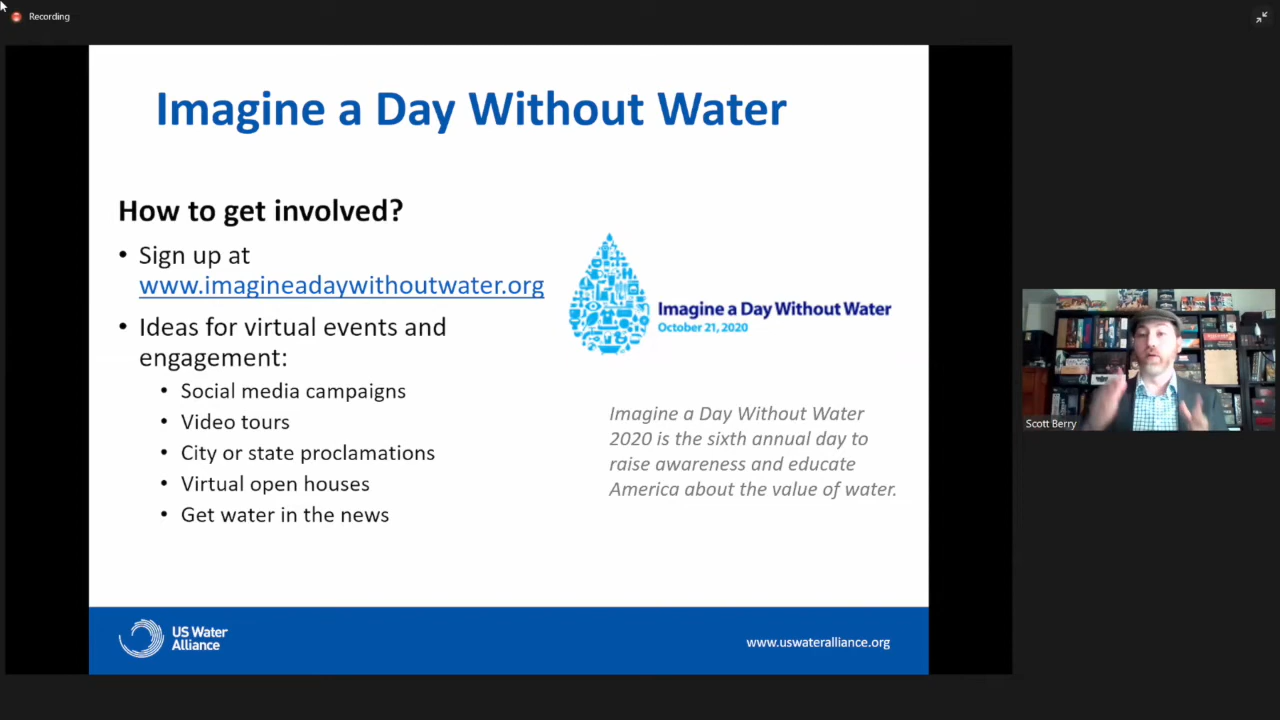 Recording
Imagine a Day Without Water
How to get involved?
• Sign up at
www.imagineadaywithoutwater.org
• Ideas for virtual events and
engagement:
• Social media campaigns
• Video tours
• City or state proclamations
• Virtual open houses
• Get water in the news
Imagine a Day Without Water
October 21, 2020
Imagine a Day Without Water
2020 is the sixth annual day to
raise awareness and educate
America about the value of water.
Scott Berry
US Water
Alliance
www.uswateralliance.org